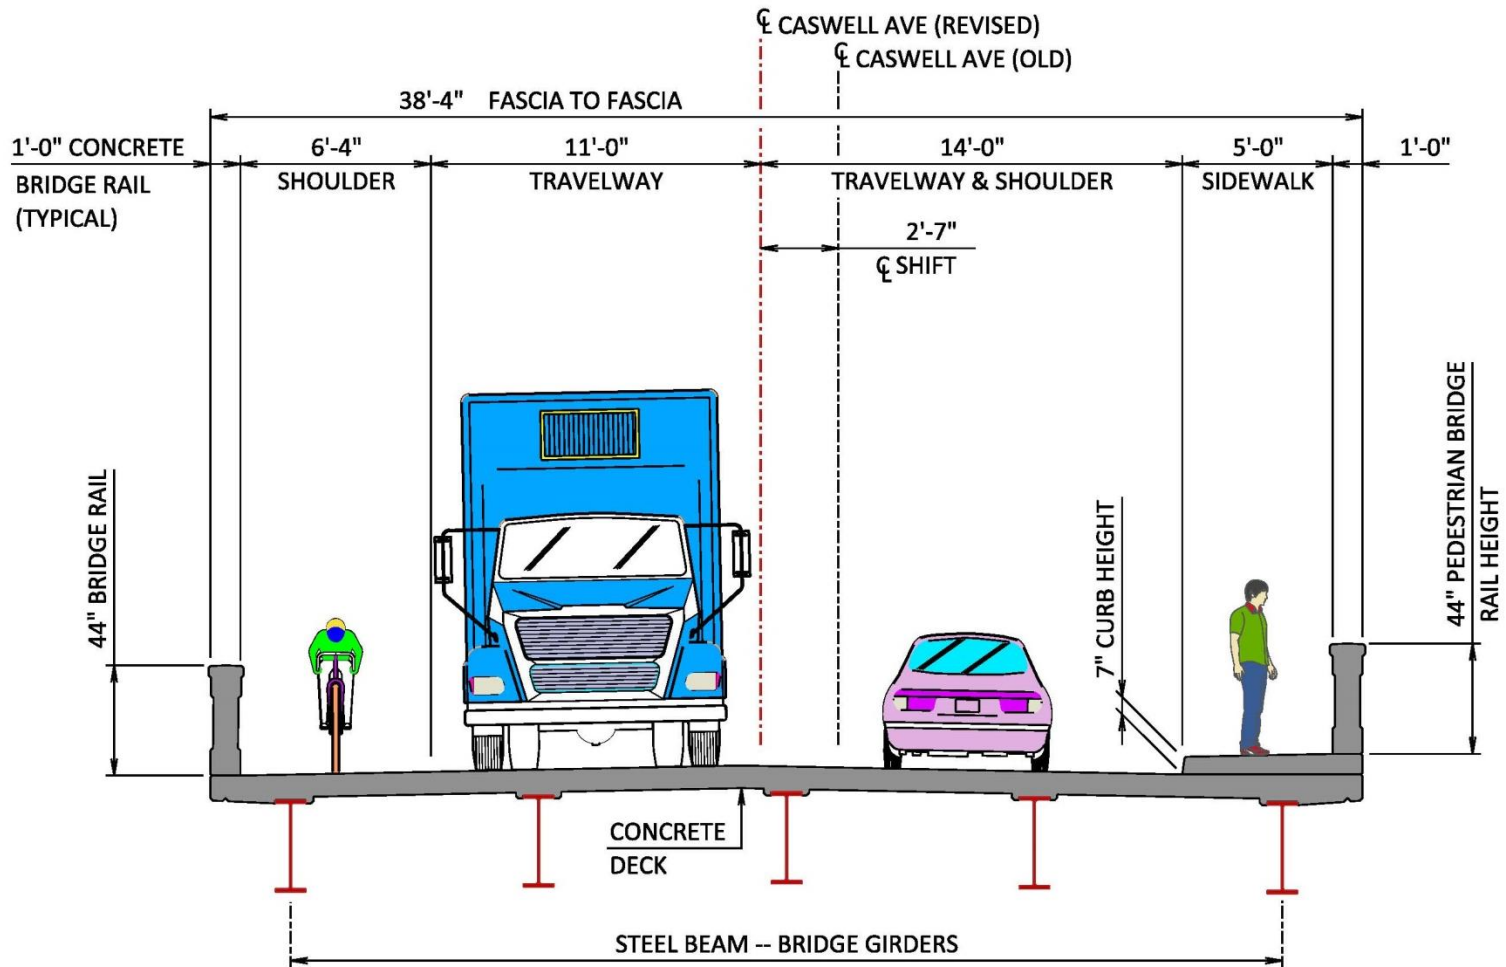 ℄ CASWELL AVE (REVISED)
℄ CASWELL AVE (OLD)
38'-4" FASCIA TO FASCIA
1'-0" CONCRETE
BRIDGE RAIL
(TYPICAL)
6'-4"
SHOULDER
11'-0"
TRAVELWAY
14'-0"
TRAVELWAY & SHOULDER
5'-0"
SIDEWALK
1'-0"
2'-7"
℄ SHIFT
44" BRIDGE RAIL
7" CURB HEIGHT
44" PEDESTRIAN BRIDGE
RAIL HEIGHT
CONCRETE
DECK
STEEL BEAM -- BRIDGE GIRDERS